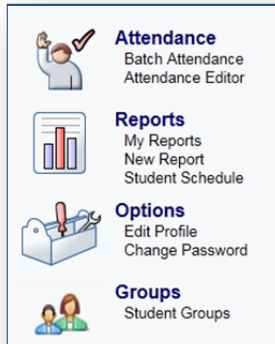 Attendance
Batch Attendance
Attendance Editor
Reports
My Reports
New Report
Student Schedule
Options
Edit Profile
Change Password
Groups
Student Groups